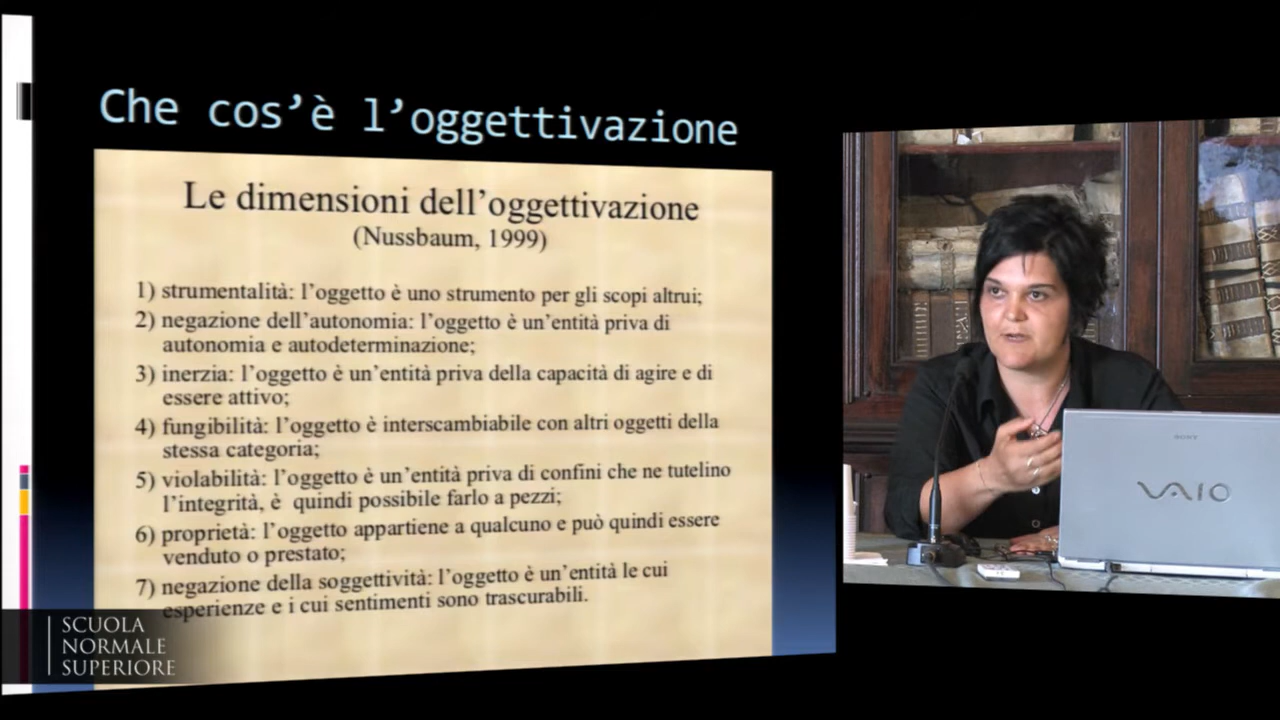 Che cos’è l’oggettivazione
Le dimensioni dell’oggettivazione
(Nussbaum, 1999)
1) strumentalità: l’oggetto è uno strumento per gli scopi altrui;
2) negazione dell’autonomia: l’oggetto è un’entità priva di
autonomia e autodeterminazione;
3) inerzia: l’oggetto è un’entità priva della capacità di agire e di
essere attivo;
4) fungibilità: l’oggetto è interscambiabile con altri oggetti della
stessa categoria;
5) violabilità: l’oggetto è un’entità priva di confini che ne tutelino
l’integrità, è quindi possibile farlo a pezzi;
6) proprietà: l’oggetto appartiene a qualcuno e può quindi essere
venduto o prestato;
7) negazione della soggettività: l’oggetto è un’entità le cui
esperienze e i cui sentimenti sono trascurabili.
SCUOLA
NORMALE
SUPERIORE
SONY
VAIO